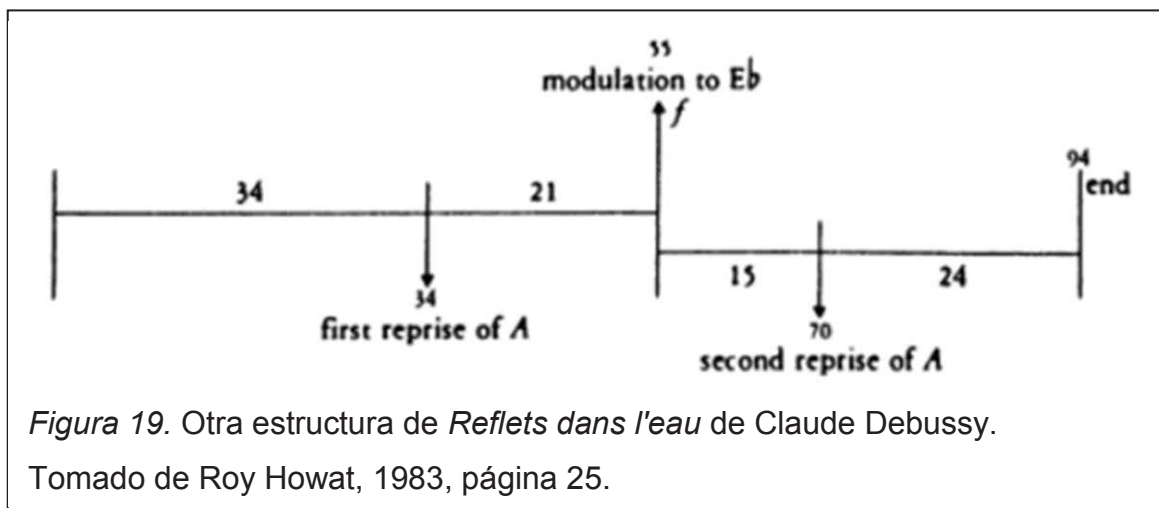 55
modulation to E♭
f
94
end
34
21
34
first reprise of A
15
24
70
second reprise of A
Figura 19. Otra estructura de Reflets dans l'eau de Claude Debussy.
Tomado de Roy Howat, 1983, página 25.